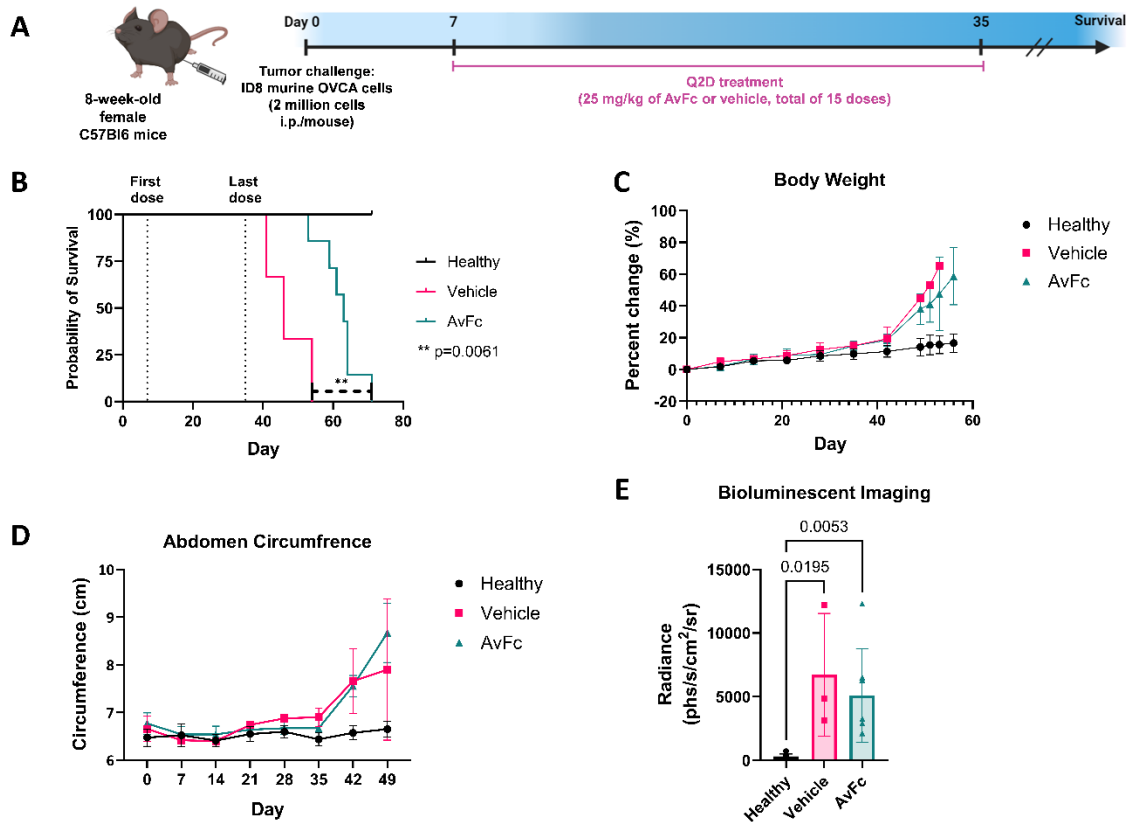 A
Day 0
7
35
Survival
Tumor challenge:
ID8 murine OVCA cells
(2 million cells
i.p./mouse)
Q2D treatment
(25 mg/kg of AvFc or vehicle, total of 15 doses)
8-week-old
female
C57Bl6 mice
B
First
dose
Last
dose
Probability of Survival
100
75
50
25
0
0
20
40
60
80
Day
**
Healthy
Vehicle
AvFc
** p=0.0061
C
Body Weight
Percent change (%)
100
80
60
40
20
0
-20
0
20
40
60
Day
Healthy
Vehicle
AvFc
D
Abdomen Circumfrence
Circumference (cm)
10
9
8
7
6
0
7
14
21
28
35
42
49
Day
Healthy
Vehicle
AvFc
E
Bioluminescent Imaging
0.0053
0.0195
Radiance
(phs/s/cm²/sr)
15000
10000
5000
0
Healthy
Vehicle
AvFc